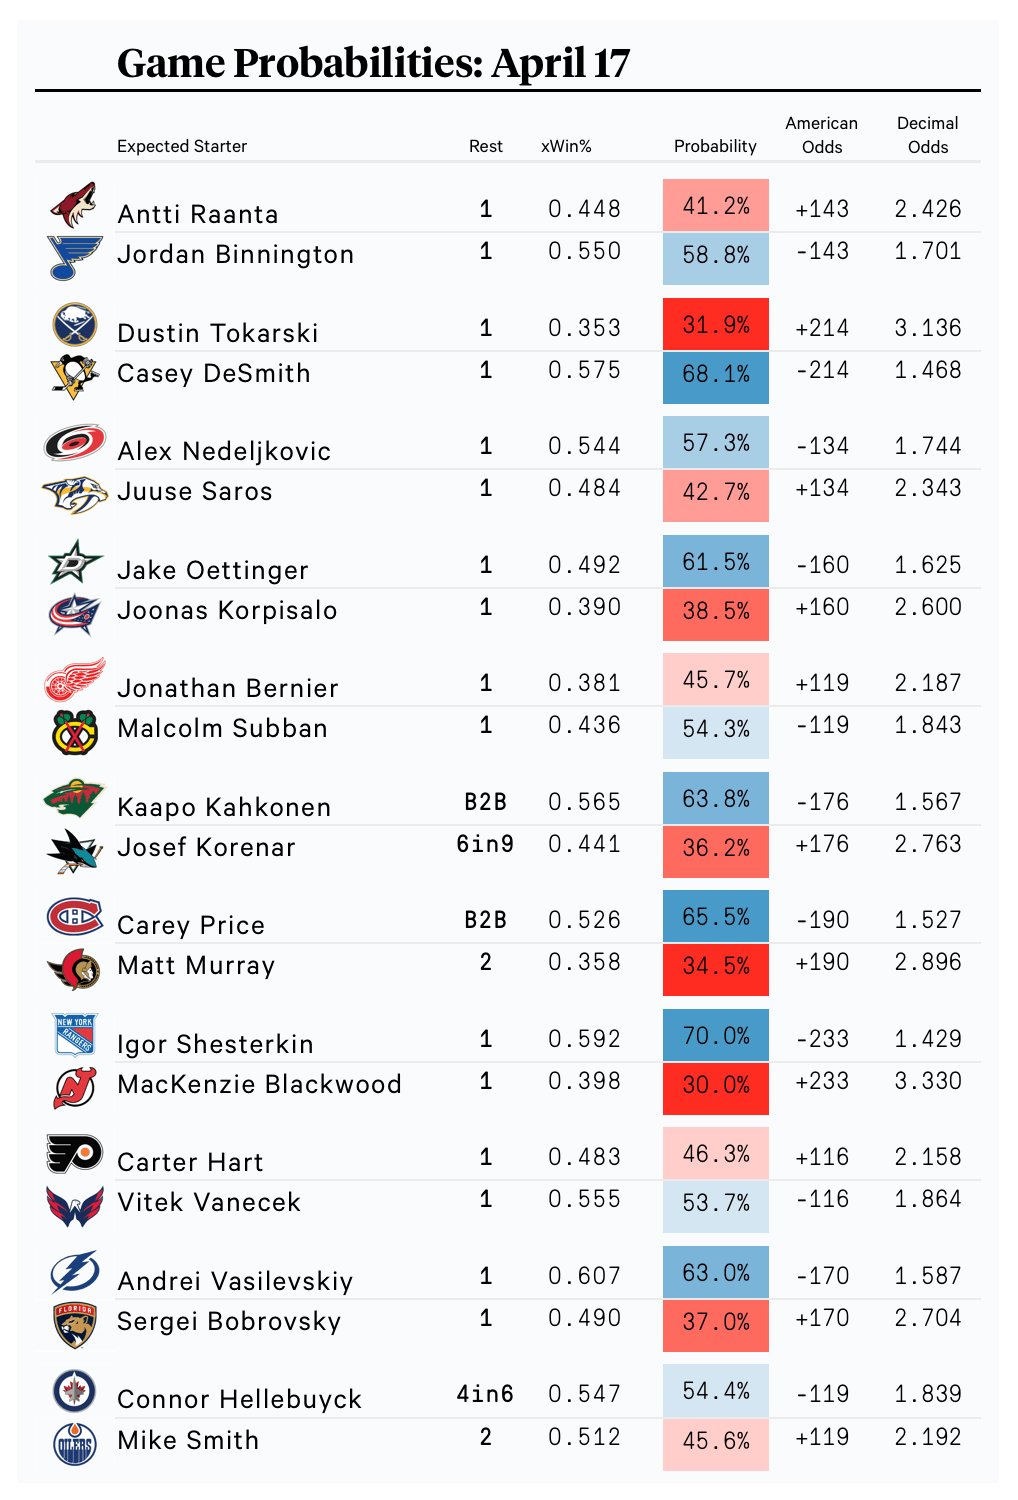 Game Probabilities: April 17
Expected Starter Rest xWin% Probability American Odds Decimal Odds
Antti Raanta 1 0.448 41.2% +143 2.426
Jordan Binnington 1 0.550 58.8% -143 1.701
Dustin Tokarski 1 0.353 31.9% +214 3.136
Casey DeSmith 1 0.575 68.1% -214 1.468
Alex Nedeljkovic 1 0.544 57.3% -134 1.744
Juuse Saros 1 0.484 42.7% +134 2.343
Jake Oettinger 1 0.492 61.5% -160 1.625
Joonas Korpisalo 1 0.390 38.5% +160 2.600
Jonathan Bernier 1 0.381 45.7% +119 2.187
Malcolm Subban 1 0.436 54.3% -119 1.843
Kaapo Kahkonen B2B 0.565 63.8% -176 1.567
Josef Korenar 6in9 0.441 36.2% +176 2.763
Carey Price B2B 0.526 65.5% -190 1.527
Matt Murray 2 0.358 34.5% +190 2.896
NEW YORK
RANGERS
Igor Shesterkin 1 0.592 70.0% -233 1.429
MacKenzie Blackwood 1 0.398 30.0% +233 3.330
Carter Hart 1 0.483 46.3% +116 2.158
Vitek Vanecek 1 0.555 53.7% -116 1.864
Andrei Vasilevskiy 1 0.607 63.0% -170 1.587
FLORIDA
Sergei Bobrovsky 1 0.490 37.0% +170 2.704
Connor Hellebuyck 4in6 0.547 54.4% -119 1.839
OILERS
Mike Smith 2 0.512 45.6% +119 2.192